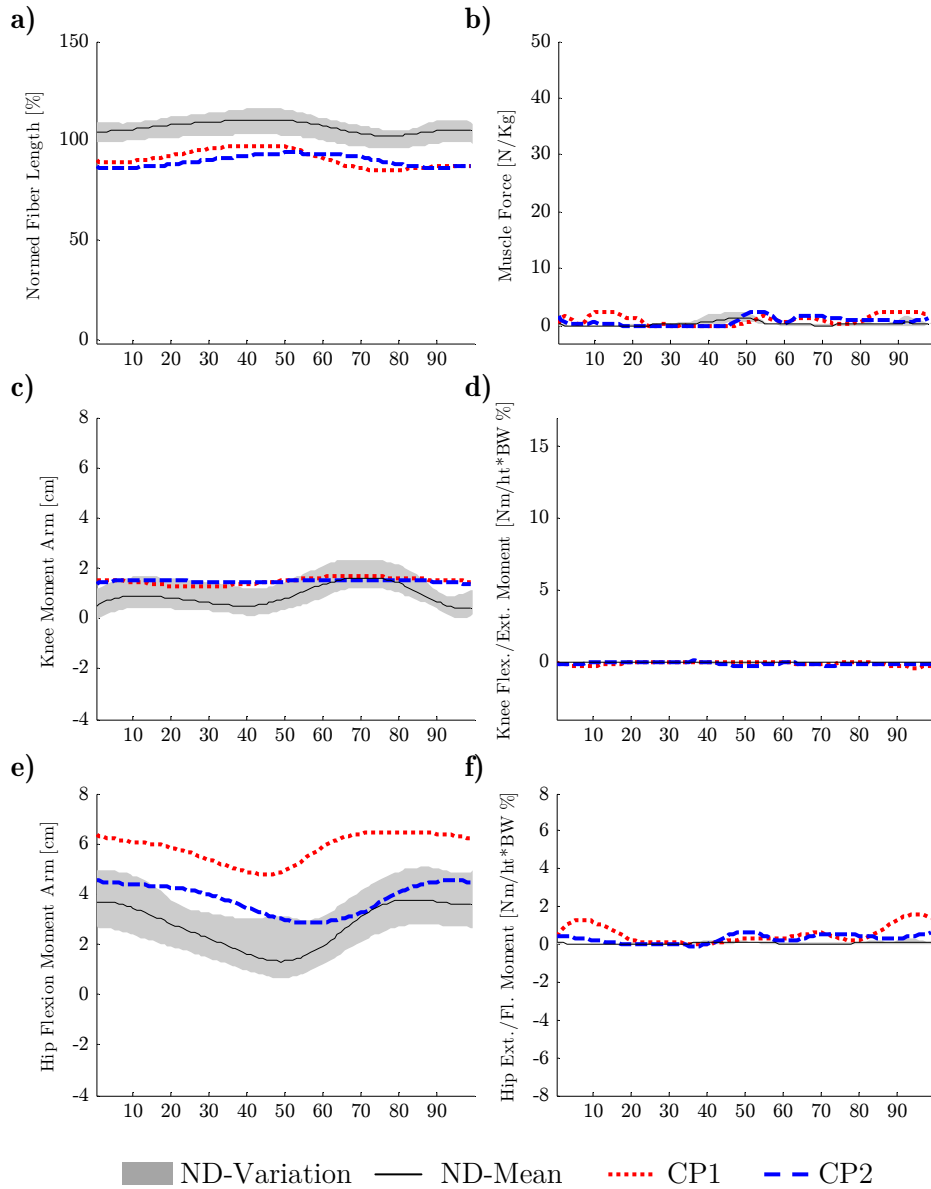 a)
Normed Fiber Length [%]
150
100
50
0
10 20 30 40 50 60 70 80 90
b)
Muscle Force [N/Kg]
50
40
30
20
10
0
10 20 30 40 50 60 70 80 90
c)
Knee Moment Arm [cm]
8
6
4
2
0
-2
-4
10 20 30 40 50 60 70 80 90
d)
Knee Flex./Ext. Moment [Nm/ht*BW %]
15
10
5
0
10 20 30 40 50 60 70 80 90
e)
Hip Flexion Moment Arm [cm]
8
6
4
2
0
-2
-4
10 20 30 40 50 60 70 80 90
f)
Hip Ext./Fl. Moment [Nm/ht*BW %]
8
6
4
2
0
-2
-4
-6
-8
10 20 30 40 50 60 70 80 90
ND-Variation ND-Mean CP1 CP2